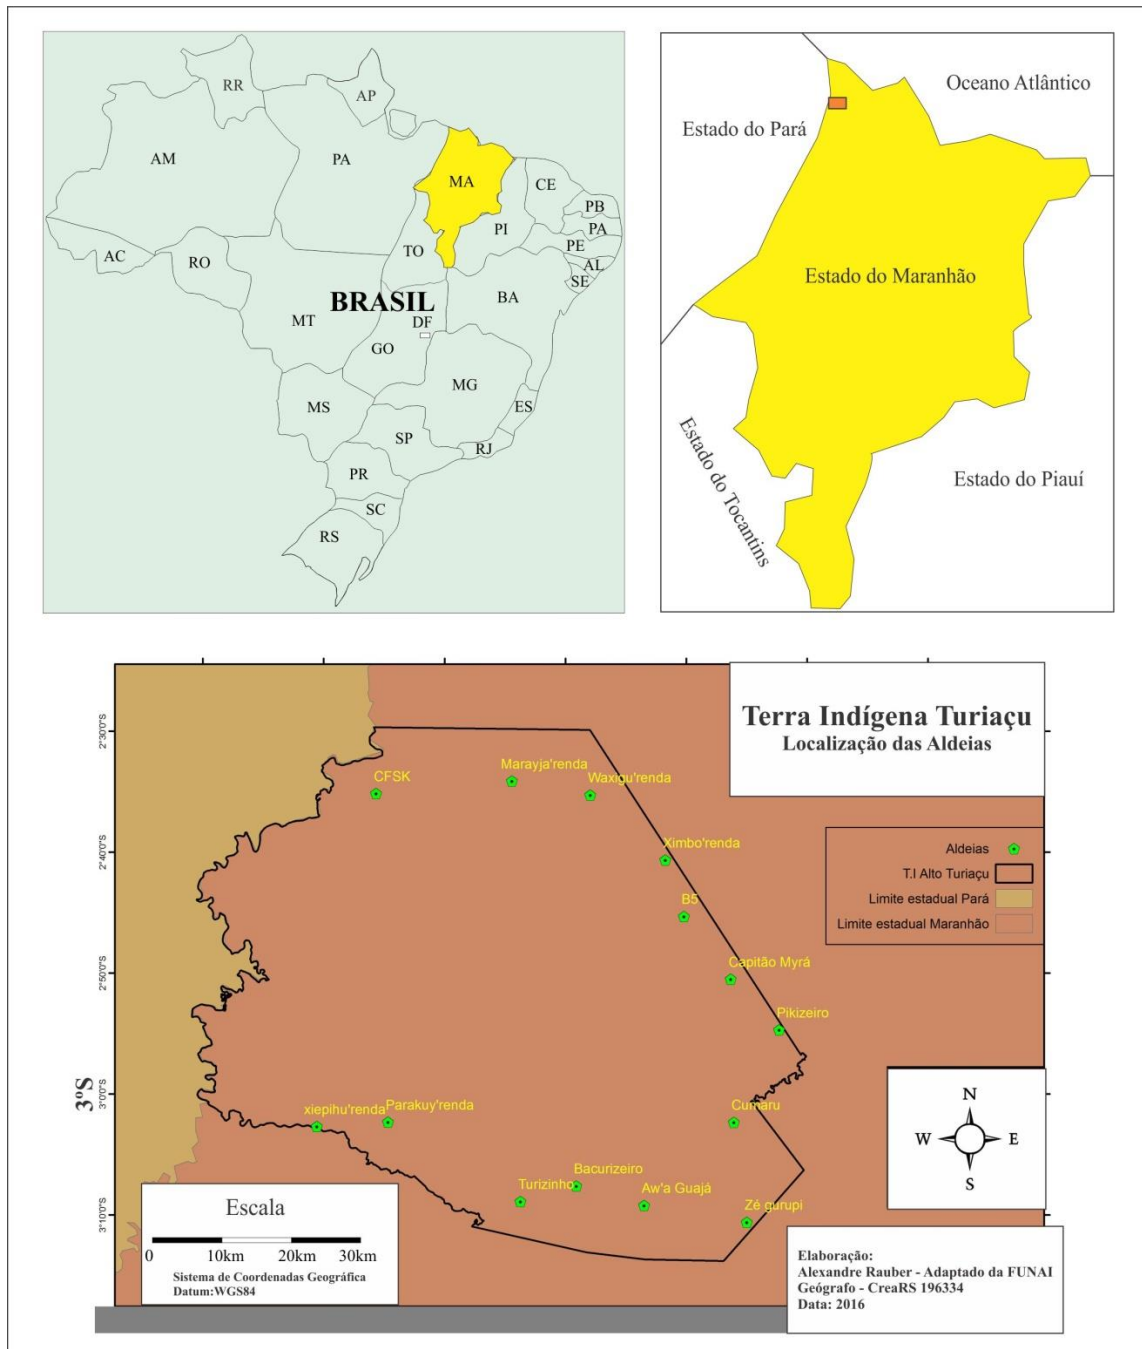 RR
AP
AM
PA
MA
CE
PB
PA
PI
PE
AL
SE
AC
RO
TO
BA
BRASIL
MT
DF
GO
MG
MS
ES
SP
RJ
PR
SC
RS
Oceano Atlântico
Estado do Pará
Estado do Maranhão
Estado do Tocantins
Estado do Piauí
Terra Indígena Turiaçu
Localização das Aldeias
2°30'0"S
2°40'0"S
2°50'0"S
3ºS
3°0'0"S
3°10'0"S
CFSK
Marayja'renda
Waxigu'renda
Ximbo'renda
B5
Capitão Myrá
Pikizeiro
xiepihu'renda
Parakuy'renda
Cumaru
Turizinho
Bacurizeiro
Aw'a Guajá
Zé gurupi
Aldeias
T.I Alto Turiaçu
Limite estadual Pará
Limite estadual Maranhão
N
W
E
S
Escala
0 10km 20km 30km
Sistema de Coordenadas Geográfica
Datum:WGS84
Elaboração:
Alexandre Rauber - Adaptado da FUNAI
Geógrafo - CreaRS 196334
Data: 2016